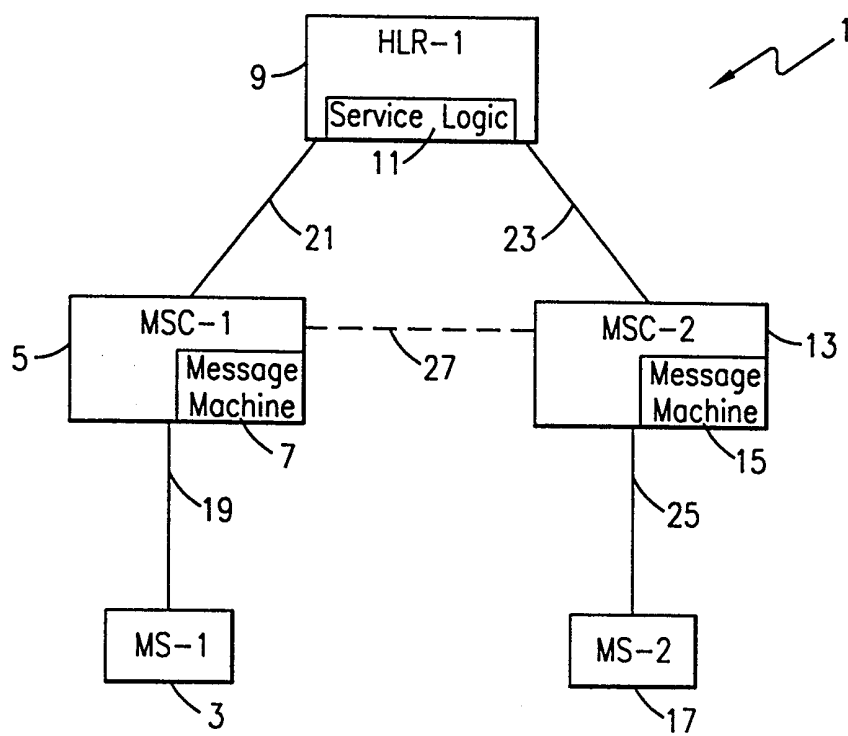 1
HLR-1
9
Service Logic
11
21
23
MSC-1
MSC-2
5
13
27
Message
Machine
Message
Machine
7
15
19
25
MS-1
MS-2
3
17